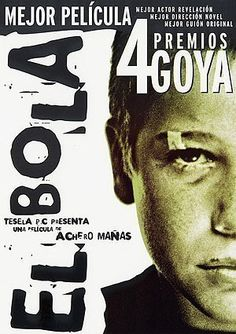 MEJOR PELÍCULA
MEJOR ACTOR REVELACIÓN
MEJOR DIRECCIÓN NOVEL
MEJOR GUIÓN ORIGINAL
4 PREMIOS
GOYA
EL BOLA
TESELA P.C PRESENTA
UNA PELÍCULA DE
ACHERO MAÑAS